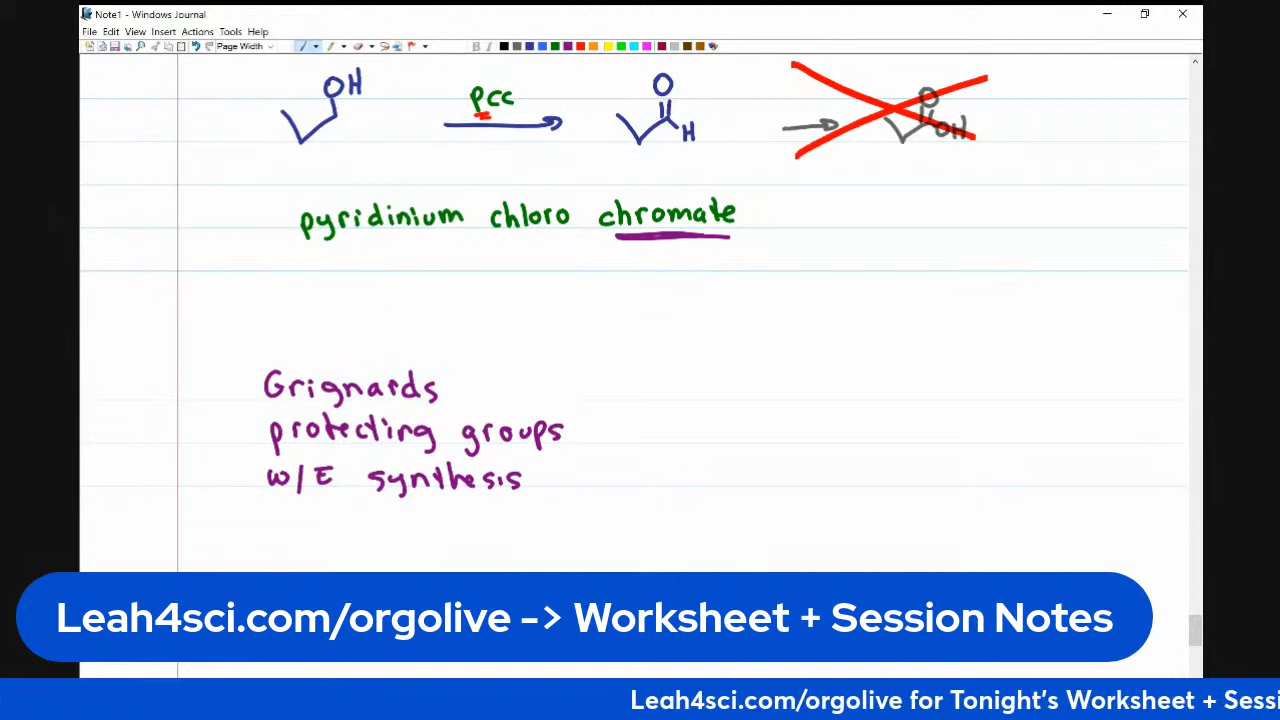 Note1 - Windows Journal
File Edit View Insert Actions Tools Help
Page Width
B I
OH
pcc
O
H
O
OH
pyridinium chloro chromate
Grignards
protecting groups
w/E synthesis
Leah4sci.com/orgolive -> Worksheet + Session Notes
Leah4sci.com/orgolive for Tonight's Worksheet + Sessi